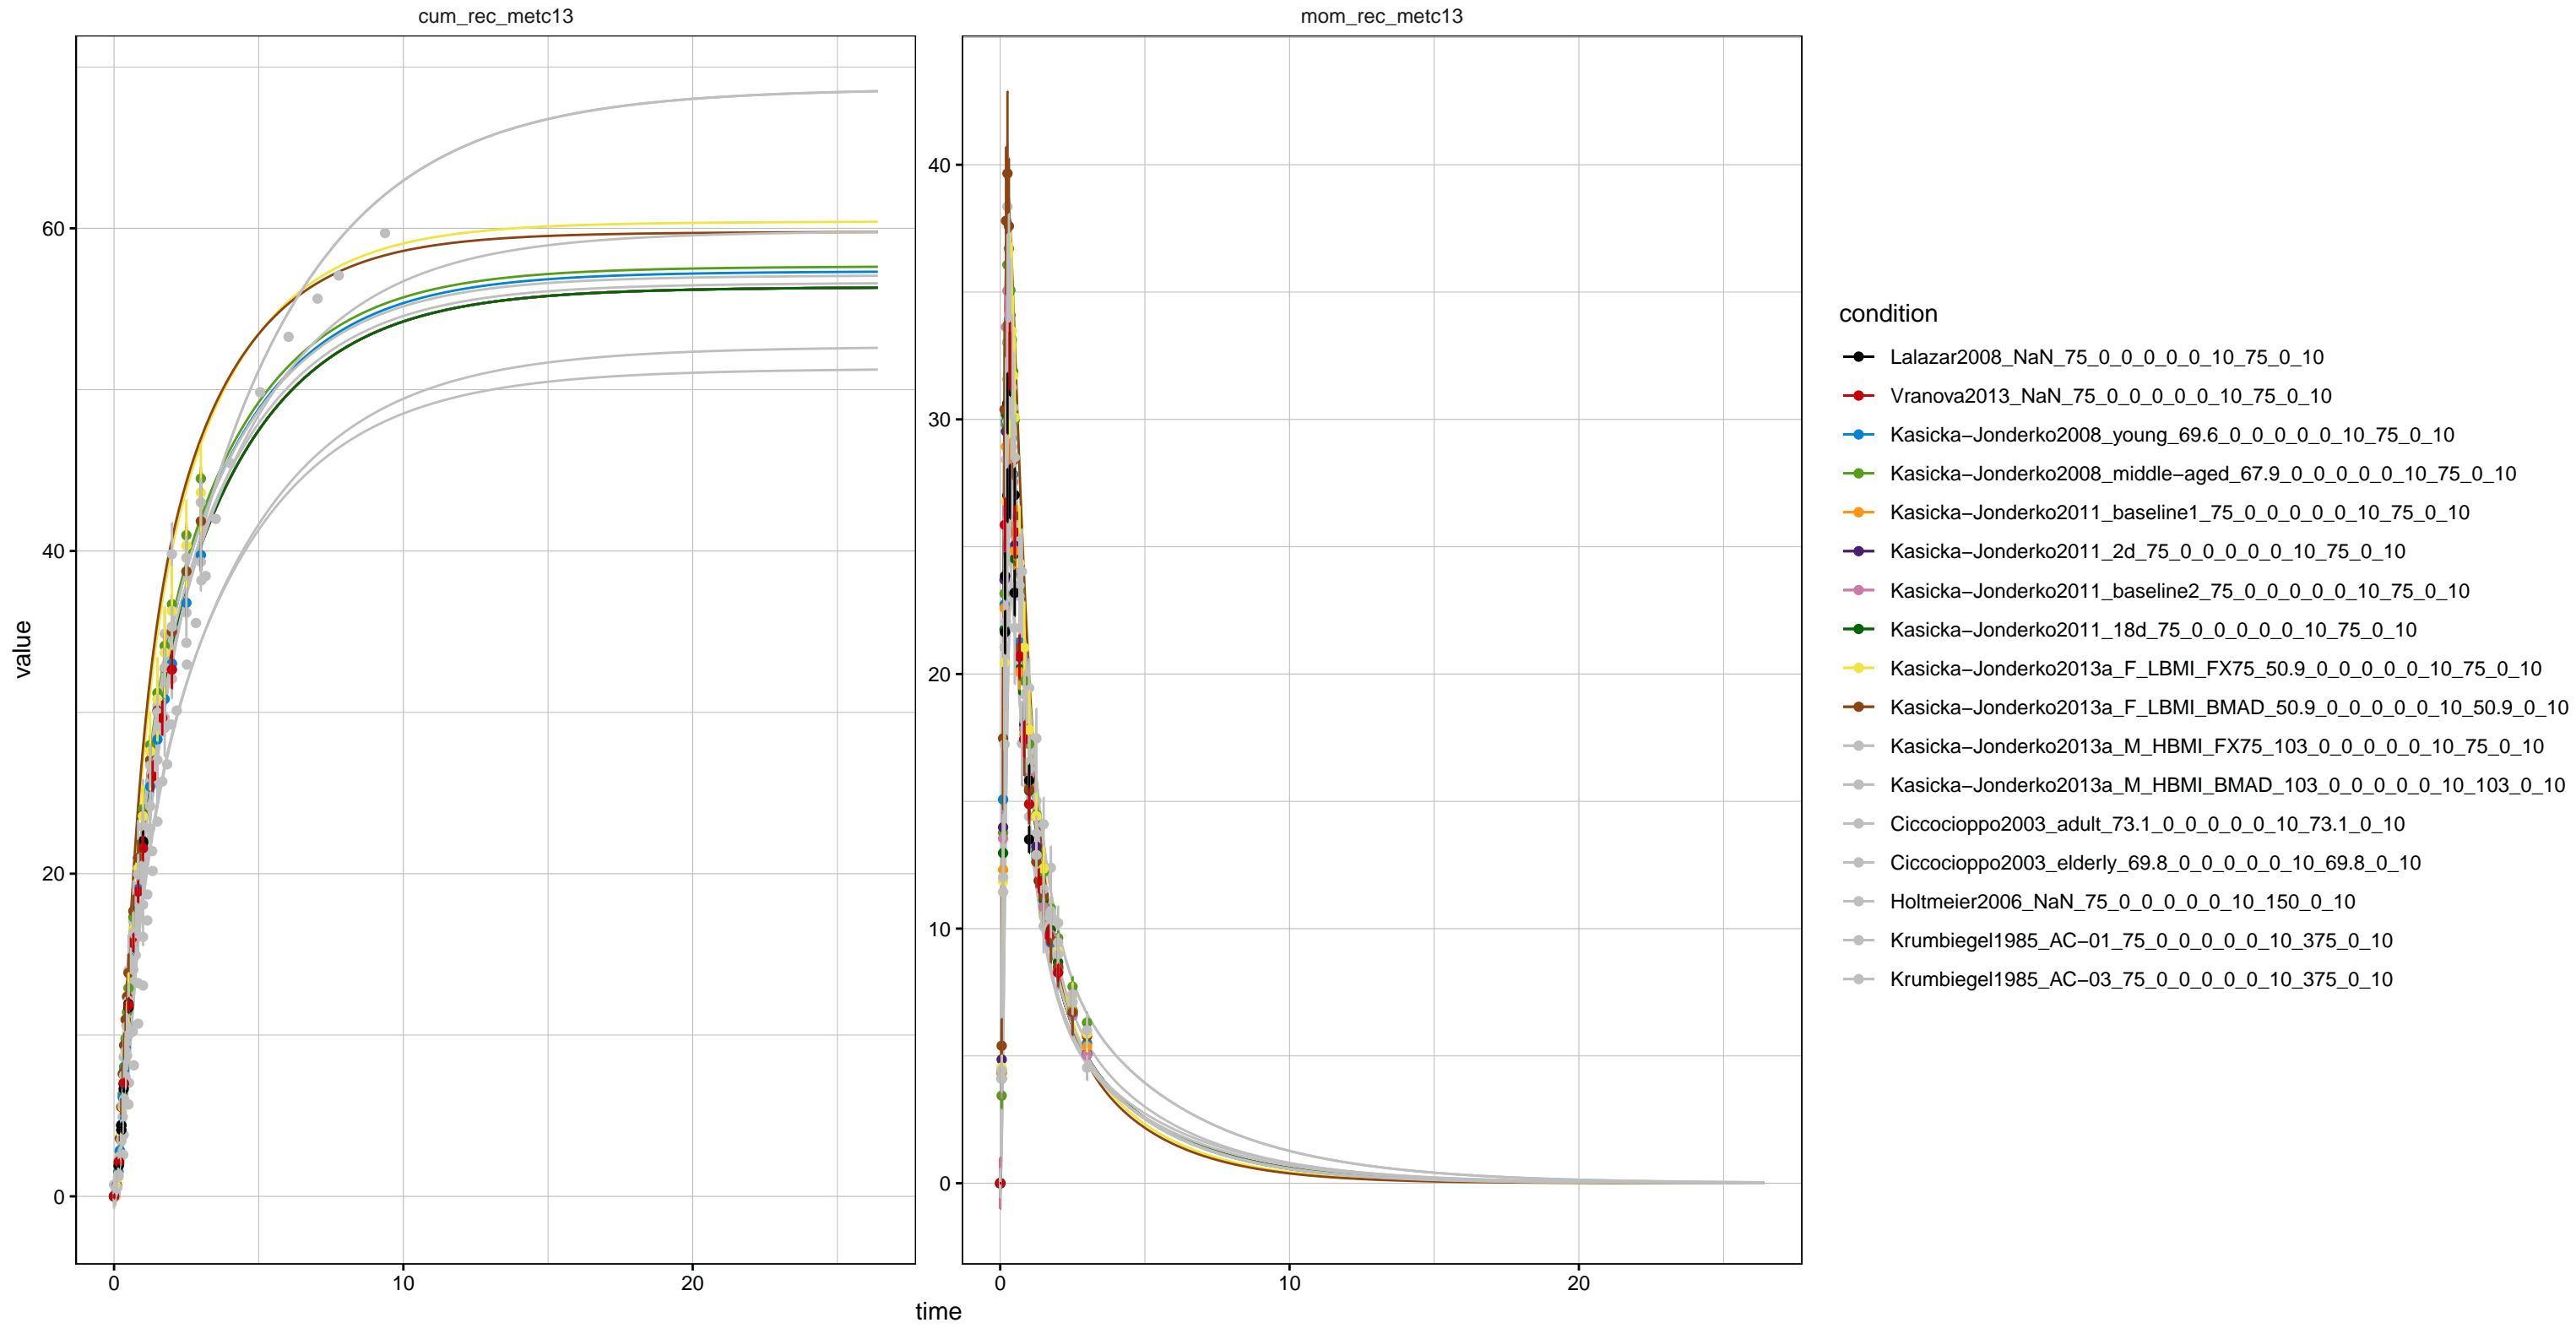 cum_rec_metc13
mom_rec_metc13
value
60
40
20
0
0
10
20
40
30
20
10
0
0
10
20
time
condition
Lalazar2008_NaN_75_0_0_0_0_0_10_75_0_10
Vranova2013_NaN_75_0_0_0_0_0_10_75_0_10
Kasicka−Jonderko2008_young_69.6_0_0_0_0_0_10_75_0_10
Kasicka−Jonderko2008_middle−aged_67.9_0_0_0_0_0_10_75_0_10
Kasicka−Jonderko2011_baseline1_75_0_0_0_0_0_10_75_0_10
Kasicka−Jonderko2011_2d_75_0_0_0_0_0_10_75_0_10
Kasicka−Jonderko2011_baseline2_75_0_0_0_0_0_10_75_0_10
Kasicka−Jonderko2011_18d_75_0_0_0_0_0_10_75_0_10
Kasicka−Jonderko2013a_F_LBMI_FX75_50.9_0_0_0_0_0_10_75_0_10
Kasicka−Jonderko2013a_F_LBMI_BMAD_50.9_0_0_0_0_0_10_50.9_0_10
Kasicka−Jonderko2013a_M_HBMI_FX75_103_0_0_0_0_0_10_75_0_10
Kasicka−Jonderko2013a_M_HBMI_BMAD_103_0_0_0_0_0_10_103_0_10
Ciccocioppo2003_adult_73.1_0_0_0_0_0_10_73.1_0_10
Ciccocioppo2003_elderly_69.8_0_0_0_0_0_10_69.8_0_10
Holtmeier2006_NaN_75_0_0_0_0_0_10_150_0_10
Krumbiegel1985_AC−01_75_0_0_0_0_0_10_375_0_10
Krumbiegel1985_AC−03_75_0_0_0_0_0_10_375_0_10